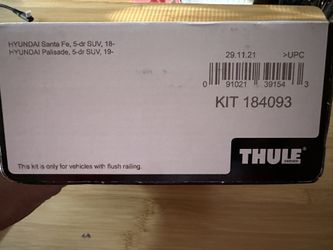 HYUNDAI Santa Fe, 5-dr SUV, 18-
HYUNDAI Palisade, 5-dr SUV, 19-
29.11.21 >UPC
0 91021 39154 3
KIT 184093
THULE
This kit is only for vehicles with flush railing.